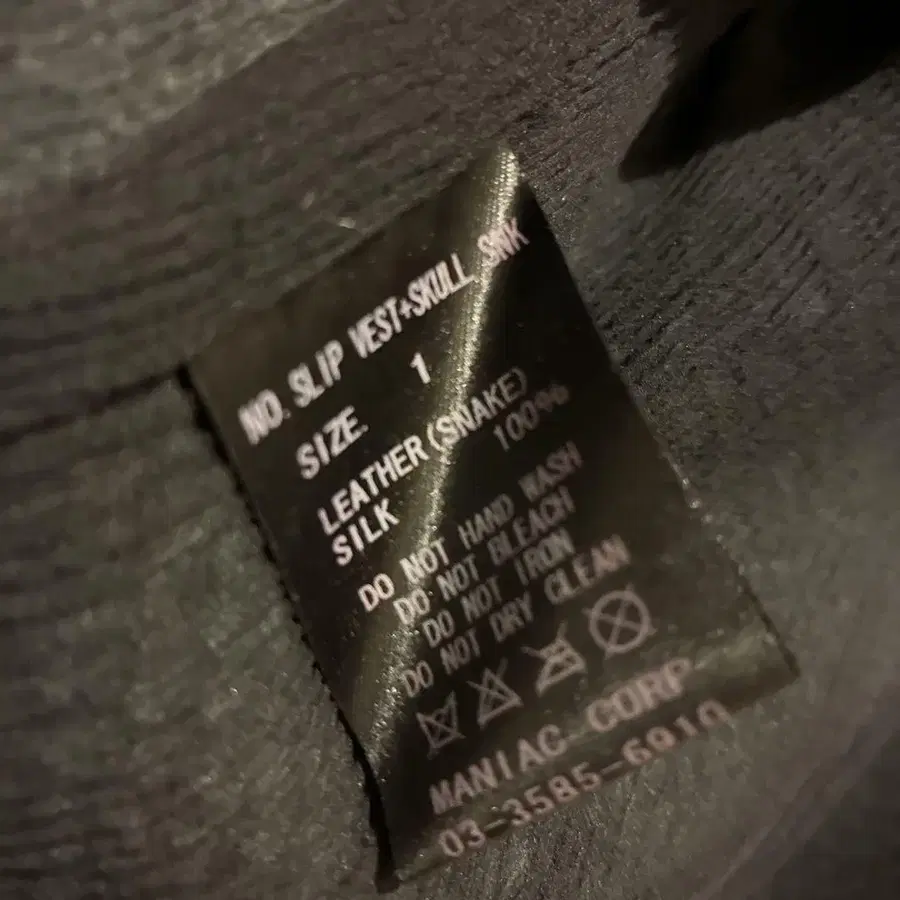 NO. SLIP VEST+SKULL SNK
SIZE. 1
LEATHER(SNAKE)
SILK 100%
DO NOT HAND WASH
DO NOT BLEACH
DO NOT IRON
DO NOT DRY CLEAN
MANIAC CORP
03-3585-6910